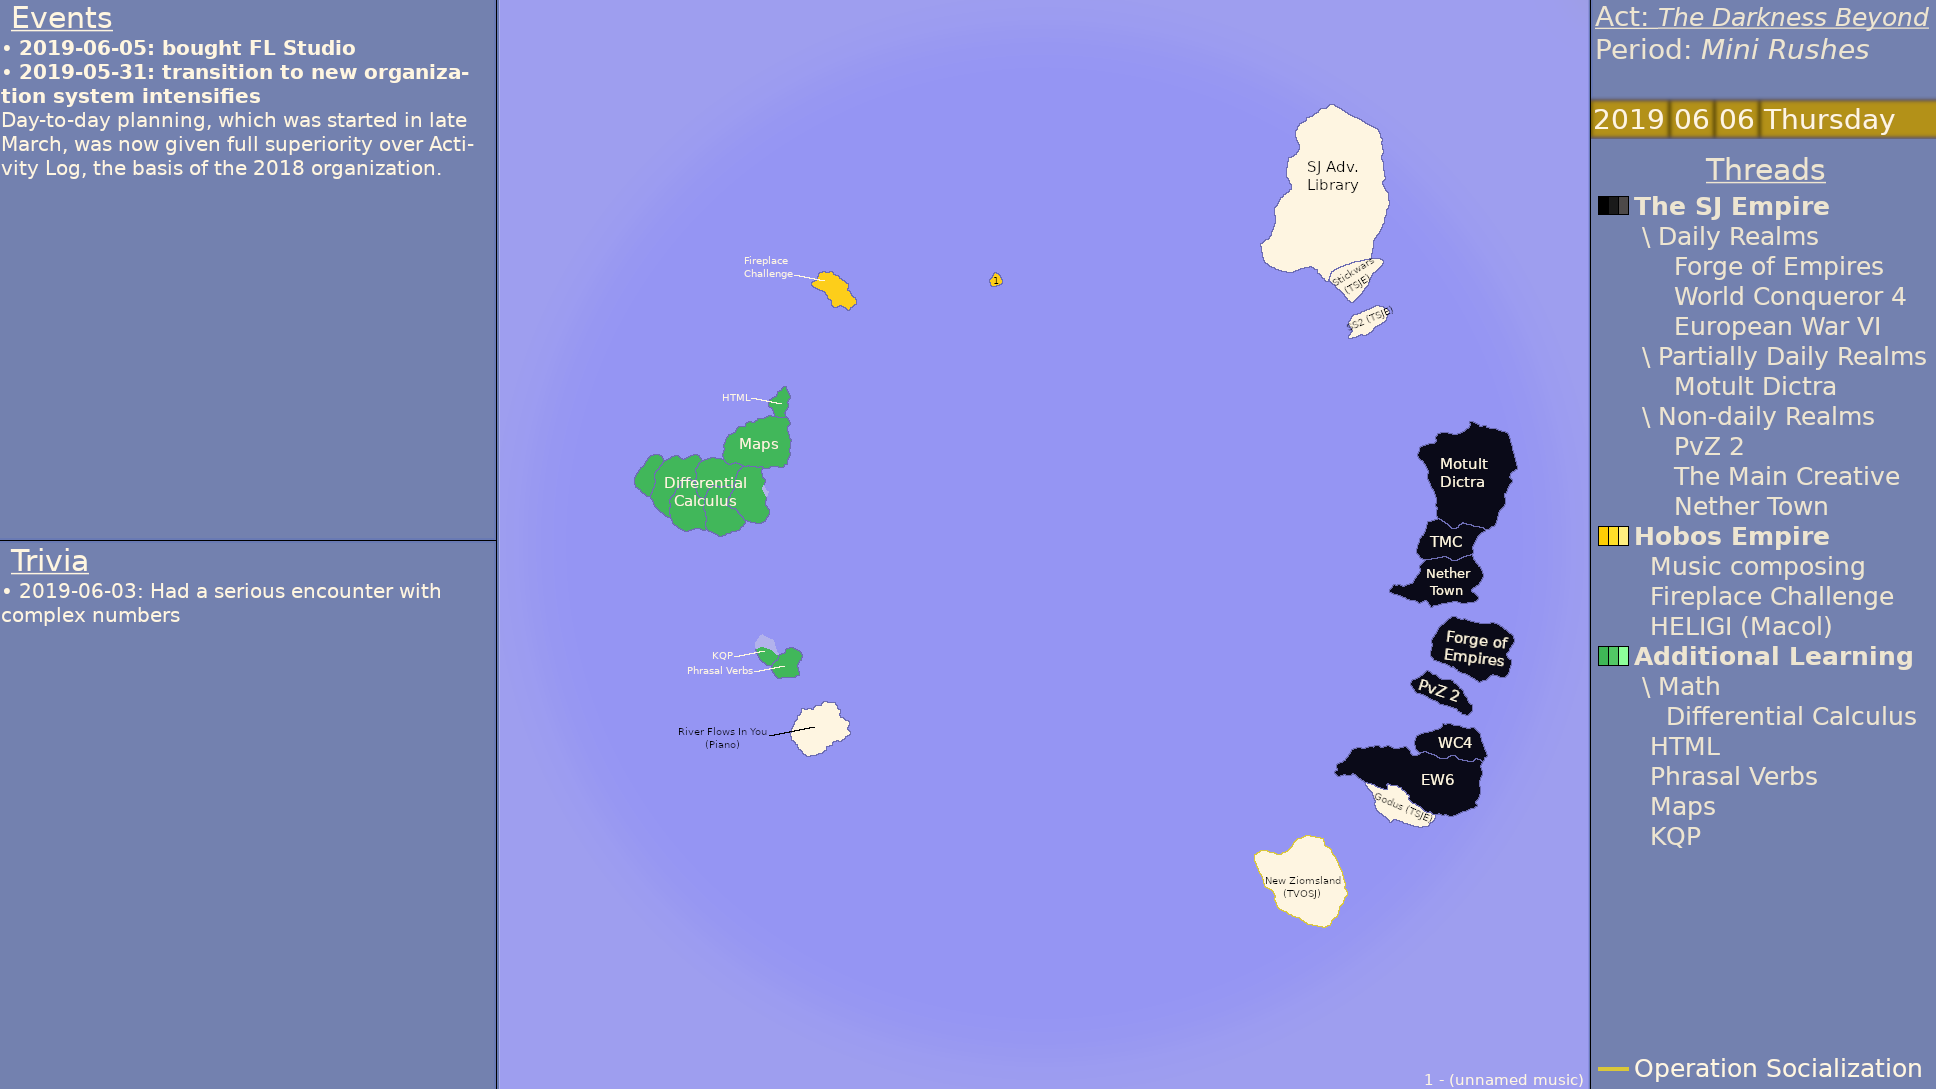 Events
• 2019-06-05: bought FL Studio
• 2019-05-31: transition to new organiza-
tion system intensifies
Day-to-day planning, which was started in late
March, was now given full superiority over Acti-
vity Log, the basis of the 2018 organization.
Trivia
• 2019-06-03: Had a serious encounter with
complex numbers
SJ Adv.
Library
Stickwars
(TSJE)
SS2 (TSJE)
Fireplace
Challenge
1
HTML
Maps
Differential
Calculus
Motult
Dictra
TMC
Nether
Town
Forge of
Empires
PvZ 2
WC4
EW6
Godus (TSJE)
KQP
Phrasal Verbs
River Flows In You
(Piano)
New Ziomsland
(TVOSJ)
1 - (unnamed music)
Act: The Darkness Beyond
Period: Mini Rushes
2019 06 06 Thursday
Threads
The SJ Empire
\ Daily Realms
Forge of Empires
World Conqueror 4
European War VI
\ Partially Daily Realms
Motult Dictra
\ Non-daily Realms
PvZ 2
The Main Creative
Nether Town
Hobos Empire
Music composing
Fireplace Challenge
HELIGI (Macol)
Additional Learning
\ Math
Differential Calculus
HTML
Phrasal Verbs
Maps
KQP
Operation Socialization